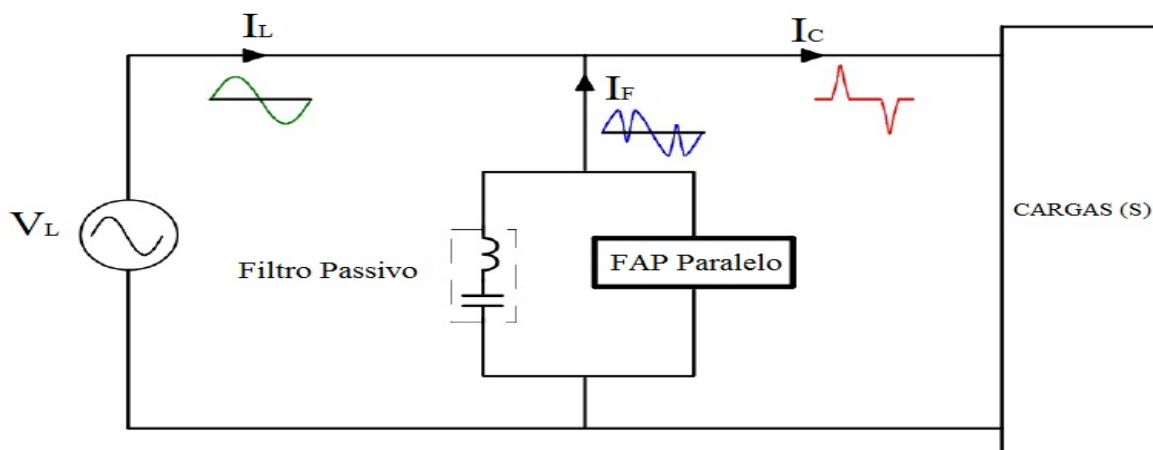 IL
IC
IF
VL
Filtro Passivo
FAP Paralelo
CARGAS (S)